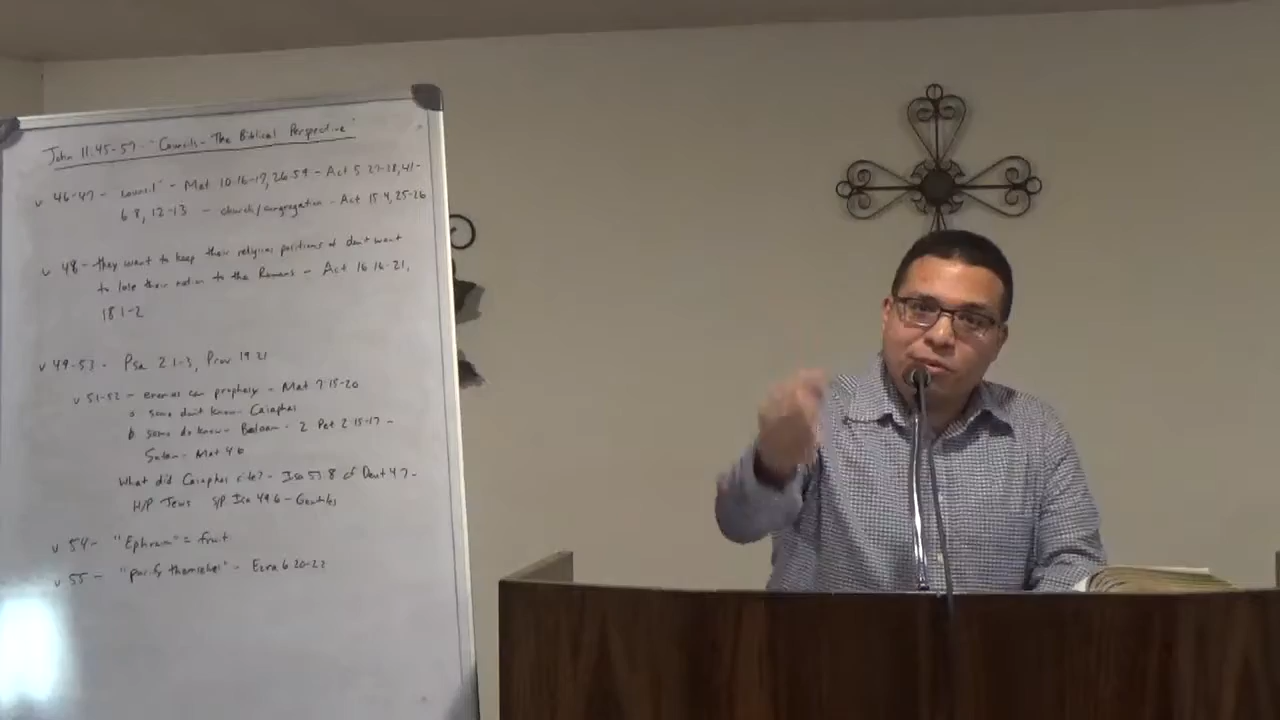 John 11:45-57 - "Councils - The Biblical Perspective"
v 46-47 - "council" - Mat 10:16-17, 26:59 - Act 5 27-28, 41-
6 8, 12-13 - church/congregation - Act 15 4, 25-26
v 48 - they want to keep their religious positions & don't want
to lose their nation to the Romans - Act 16 16-21,
18 1-2
v 49-53 - Psa 2 1-3, Prov 19 21
v 51-52 - enemies can prophesy - Mat 7:15-20
a some don't know - Caiaphas
b some do know - Balaam - 2 Pet 2 15-17 -
Satan - Mat 4 6
What did Caiaphas cite? - Isa 53 8 cf Deut 4 7 -
H/P Jews S/P Isa 49 6 - Gentiles
v 54 - "Ephraim" = fruit
v 55 - "purify themselves" - Ezra 6 20-22